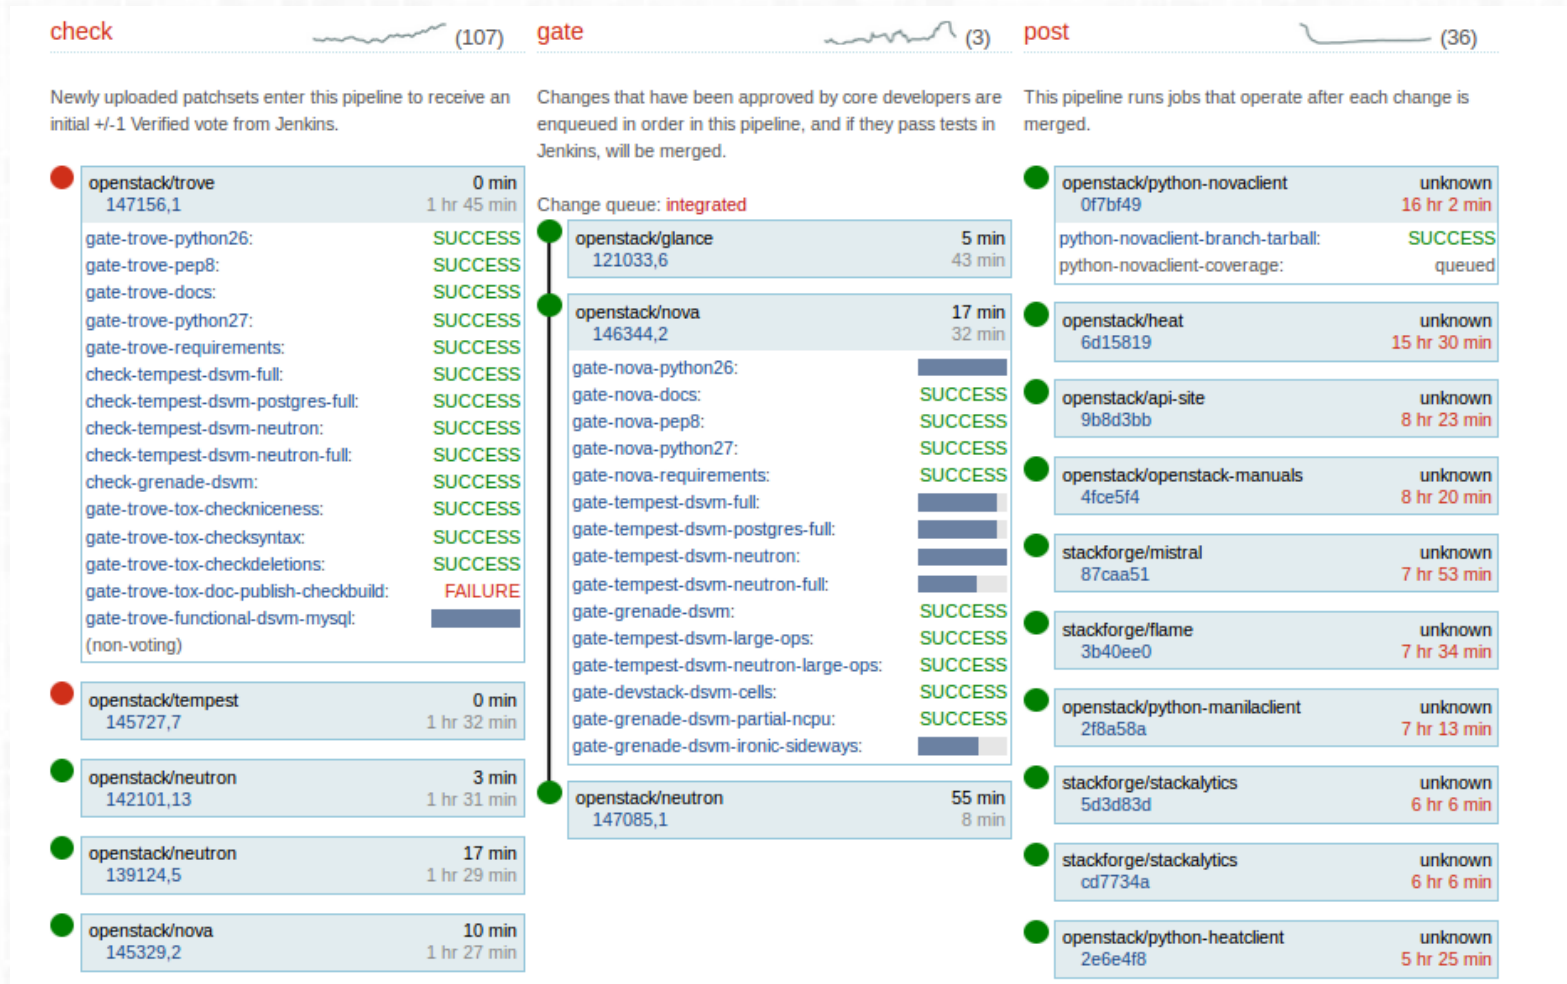 check (107)
Newly uploaded patchsets enter this pipeline to receive an
initial +/-1 Verified vote from Jenkins.
openstack/trove 0 min
147156,1 1 hr 45 min
gate-trove-python26: SUCCESS
gate-trove-pep8: SUCCESS
gate-trove-docs: SUCCESS
gate-trove-python27: SUCCESS
gate-trove-requirements: SUCCESS
check-tempest-dsvm-full: SUCCESS
check-tempest-dsvm-postgres-full: SUCCESS
check-tempest-dsvm-neutron: SUCCESS
check-tempest-dsvm-neutron-full: SUCCESS
check-grenade-dsvm: SUCCESS
gate-trove-tox-checkniceness: SUCCESS
gate-trove-tox-checksyntax: SUCCESS
gate-trove-tox-checkdeletions: SUCCESS
gate-trove-tox-doc-publish-checkbuild: FAILURE
gate-trove-functional-dsvm-mysql:
(non-voting)
openstack/tempest 0 min
145727,7 1 hr 32 min
openstack/neutron 3 min
142101,13 1 hr 31 min
openstack/neutron 17 min
139124,5 1 hr 29 min
openstack/nova 10 min
145329,2 1 hr 27 min
gate (3)
Changes that have been approved by core developers are
enqueued in order in this pipeline, and if they pass tests in
Jenkins, will be merged.
Change queue: integrated
openstack/glance 5 min
121033,6 43 min
openstack/nova 17 min
146344,2 32 min
gate-nova-python26:
gate-nova-docs: SUCCESS
gate-nova-pep8: SUCCESS
gate-nova-python27: SUCCESS
gate-nova-requirements: SUCCESS
gate-tempest-dsvm-full:
gate-tempest-dsvm-postgres-full:
gate-tempest-dsvm-neutron:
gate-tempest-dsvm-neutron-full:
gate-grenade-dsvm: SUCCESS
gate-tempest-dsvm-large-ops: SUCCESS
gate-tempest-dsvm-neutron-large-ops: SUCCESS
gate-devstack-dsvm-cells: SUCCESS
gate-grenade-dsvm-partial-ncpu: SUCCESS
gate-grenade-dsvm-ironic-sideways:
openstack/neutron 55 min
147085,1 8 min
post (36)
This pipeline runs jobs that operate after each change is
merged.
openstack/python-novaclient unknown
0f7bf49 16 hr 2 min
python-novaclient-branch-tarball: SUCCESS
python-novaclient-coverage: queued
openstack/heat unknown
6d15819 15 hr 30 min
openstack/api-site unknown
9b8d3bb 8 hr 23 min
openstack/openstack-manuals unknown
4fce5f4 8 hr 20 min
stackforge/mistral unknown
87caa51 7 hr 53 min
stackforge/flame unknown
3b40ee0 7 hr 34 min
openstack/python-manilaclient unknown
2f8a58a 7 hr 13 min
stackforge/stackalytics unknown
5d3d83d 6 hr 6 min
stackforge/stackalytics unknown
cd7734a 6 hr 6 min
openstack/python-heatclient unknown
2e6e4f8 5 hr 25 min